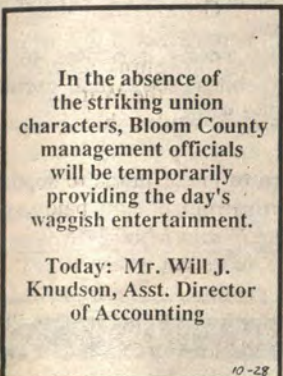 In the absence of
the striking union
characters, Bloom County
management officials
will be temporarily
providing the day's
waggish entertainment.
Today: Mr. Will J.
Knudson, Asst. Director
of Accounting
10-28